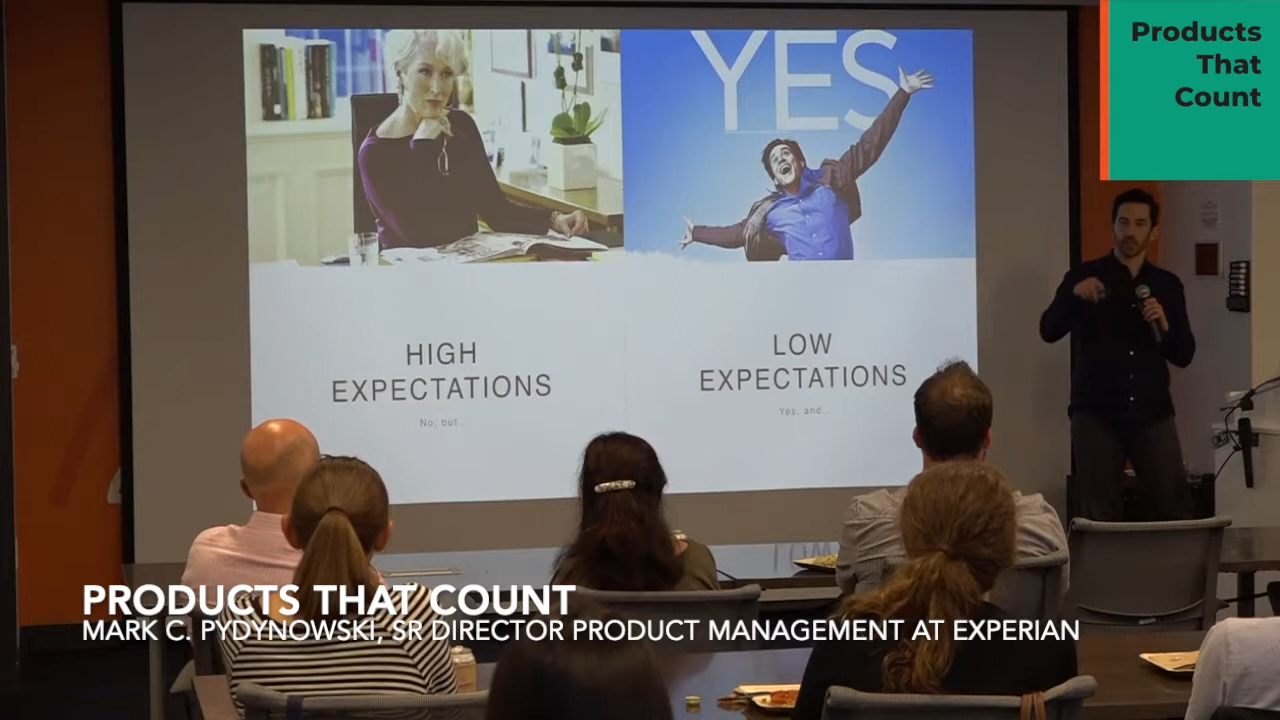 Products
That
Count
YES
HIGH
EXPECTATIONS
No, but...
LOW
EXPECTATIONS
Yes, and...
PRODUCTS THAT COUNT
MARK C. PYDYNOWSKI, SR DIRECTOR PRODUCT MANAGEMENT AT EXPERIAN